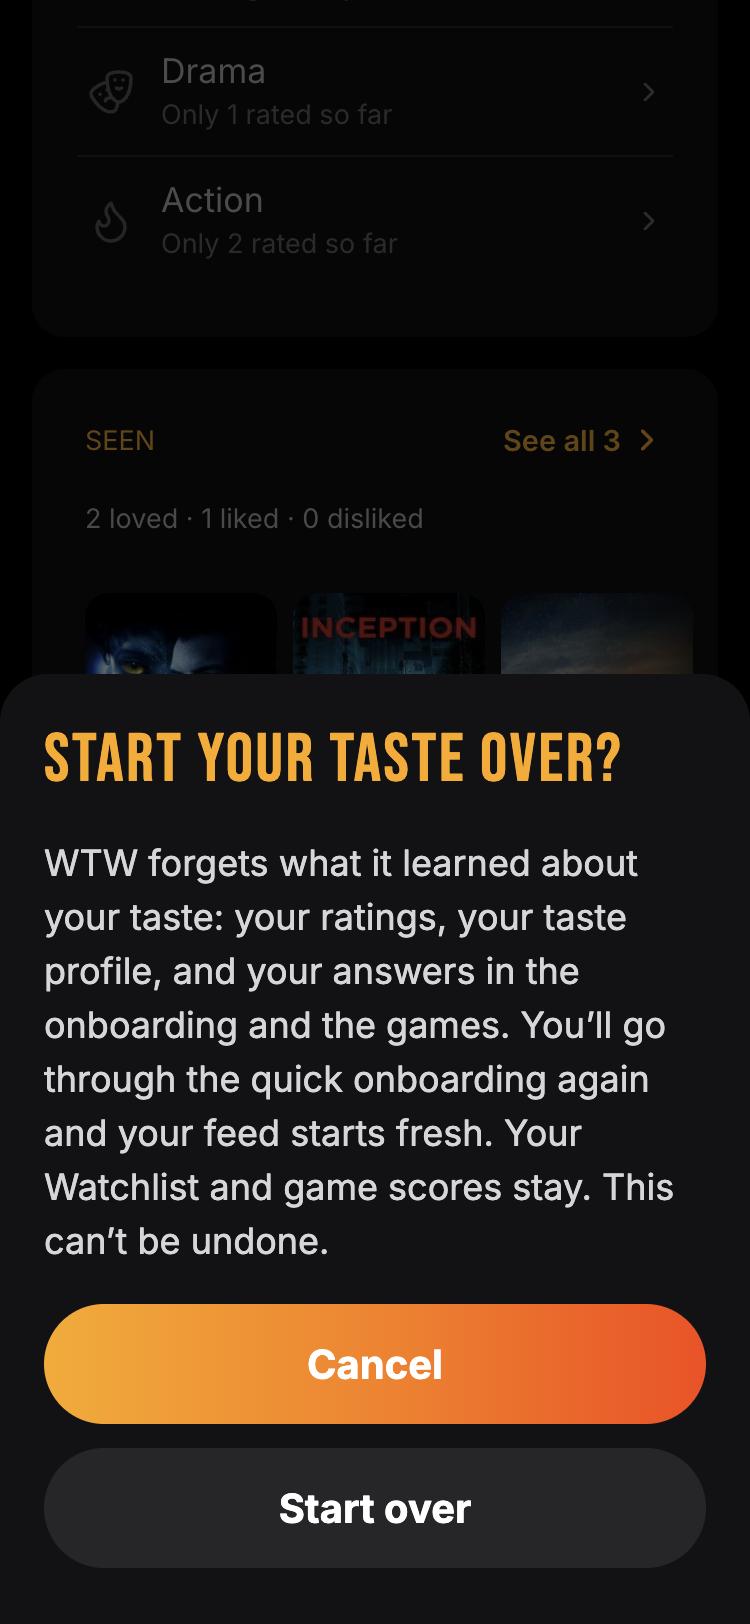 Drama
Only 1 rated so far
Action
Only 2 rated so far
SEEN
See all 3
2 loved · 1 liked · 0 disliked
INCEPTION
START YOUR TASTE OVER?
WTW forgets what it learned about
your taste: your ratings, your taste
profile, and your answers in the
onboarding and the games. You’ll go
through the quick onboarding again
and your feed starts fresh. Your
Watchlist and game scores stay. This
can’t be undone.
Cancel
Start over